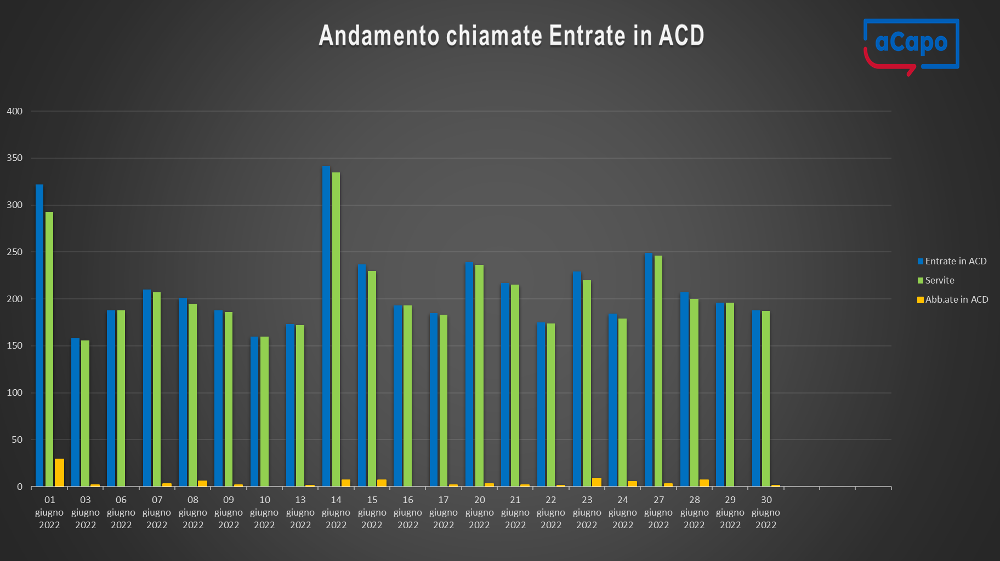 Andamento chiamate Entrate in ACD
aCapo
400
350
300
250
200
150
100
50
0
01 giugno 2022
03 giugno 2022
06 giugno 2022
07 giugno 2022
08 giugno 2022
09 giugno 2022
10 giugno 2022
13 giugno 2022
14 giugno 2022
15 giugno 2022
16 giugno 2022
17 giugno 2022
20 giugno 2022
21 giugno 2022
22 giugno 2022
23 giugno 2022
24 giugno 2022
27 giugno 2022
28 giugno 2022
29 giugno 2022
30 giugno 2022
Entrate in ACD
Servite
Abb.ate in ACD